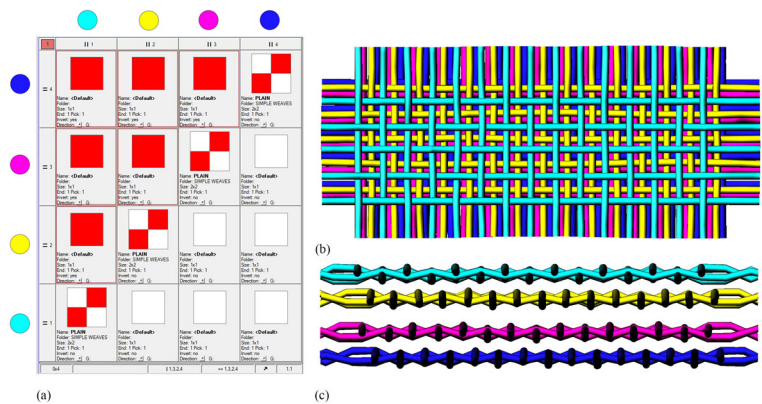 1
II 1
II 2
II 3
II 4
= 4
Name: <Default>
Folder:
Size: 1x1
End: 1 Pick: 1
Invert: yes
Direction: G
Name: <Default>
Folder:
Size: 1x1
End: 1 Pick: 1
Invert: yes
Direction: G
Name: <Default>
Folder:
Size: 1x1
End: 1 Pick: 1
Invert: yes
Direction: G
Name: PLAIN
Folder: SIMPLE WEAVES
Size: 2x2
End: 1 Pick: 1
Invert: no
Direction: G
= 3
Name: <Default>
Folder:
Size: 1x1
End: 1 Pick: 1
Invert: yes
Direction: G
Name: <Default>
Folder:
Size: 1x1
End: 1 Pick: 1
Invert: yes
Direction: G
Name: PLAIN
Folder: SIMPLE WEAVES
Size: 2x2
End: 1 Pick: 1
Invert: no
Direction: G
Name: <Default>
Folder:
Size: 1x1
End: 1 Pick: 1
Invert: no
Direction: G
= 2
Name: <Default>
Folder:
Size: 1x1
End: 1 Pick: 1
Invert: yes
Direction: G
Name: PLAIN
Folder: SIMPLE WEAVES
Size: 2x2
End: 1 Pick: 1
Invert: no
Direction: G
Name: <Default>
Folder:
Size: 1x1
End: 1 Pick: 1
Invert: no
Direction: G
Name: <Default>
Folder:
Size: 1x1
End: 1 Pick: 1
Invert: no
Direction: G
= 1
Name: PLAIN
Folder: SIMPLE WEAVES
Size: 2x2
End: 1 Pick: 1
Invert: no
Direction: G
Name: <Default>
Folder:
Size: 1x1
End: 1 Pick: 1
Invert: no
Direction: G
Name: <Default>
Folder:
Size: 1x1
End: 1 Pick: 1
Invert: no
Direction: G
Name: <Default>
Folder:
Size: 1x1
End: 1 Pick: 1
Invert: no
Direction: G
0x4 1,3,2,4 1,3,2,4 1:1
(a)
(b)
(c)